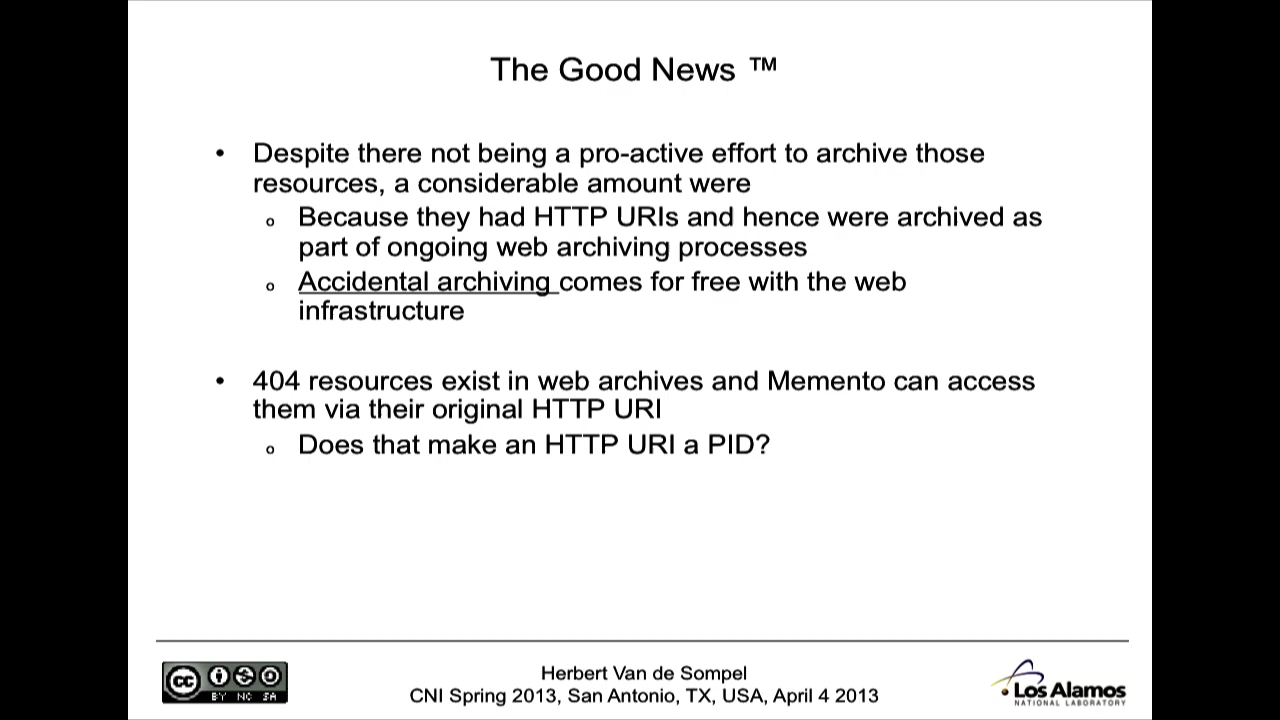 The Good News ™
• Despite there not being a pro-active effort to archive those
resources, a considerable amount were
o Because they had HTTP URIs and hence were archived as
part of ongoing web archiving processes
o Accidental archiving comes for free with the web
infrastructure
• 404 resources exist in web archives and Memento can access
them via their original HTTP URI
o Does that make an HTTP URI a PID?
cc
BY NC SA
Herbert Van de Sompel
CNI Spring 2013, San Antonio, TX, USA, April 4 2013
Los Alamos
NATIONAL LABORATORY